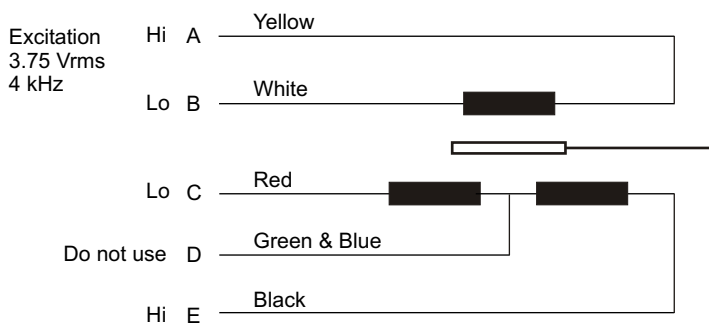 Excitation
3.75 Vrms
4 kHz
Hi A Yellow
Lo B White
Lo C Red
Do not use D Green & Blue
Hi E Black